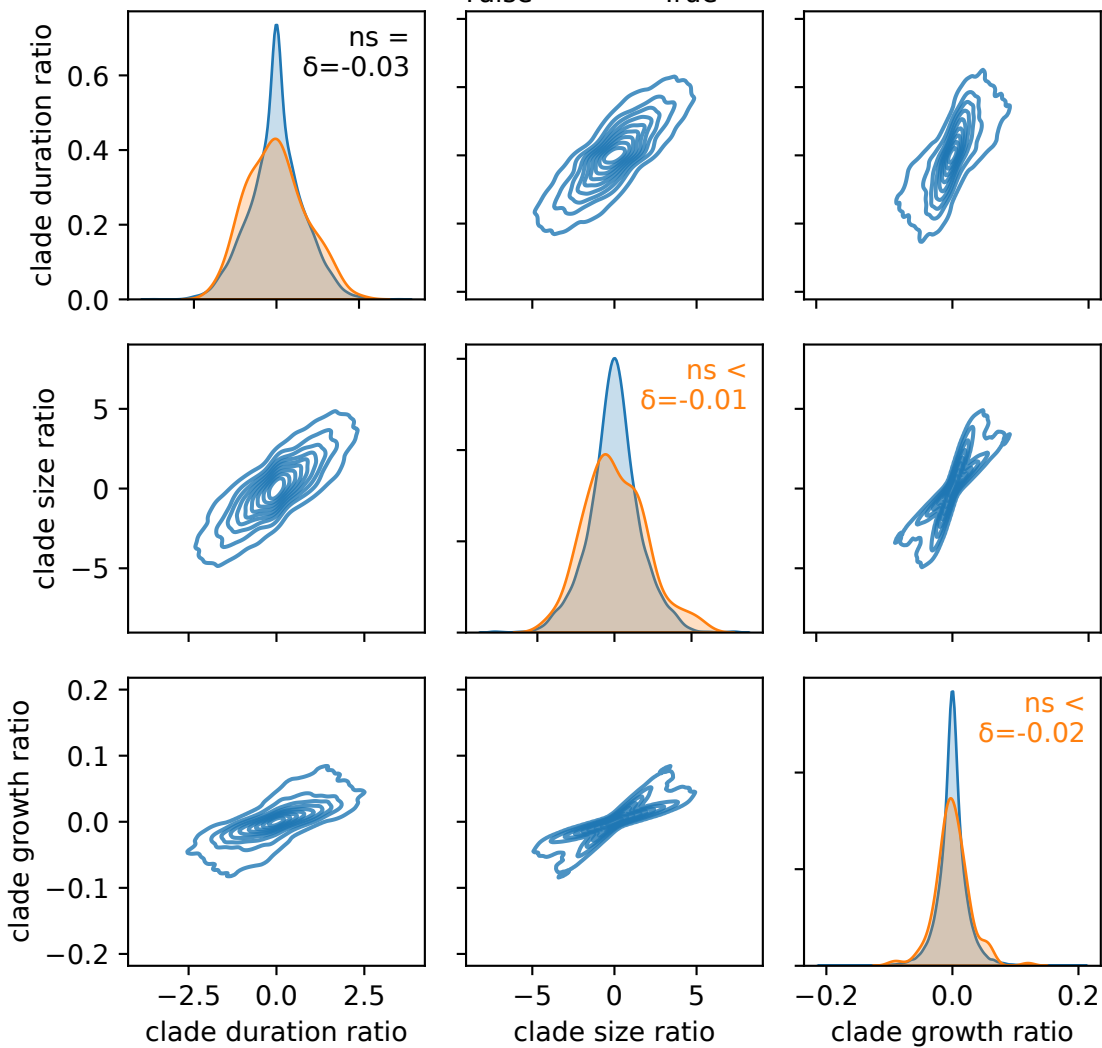 ns =
δ=-0.03
clade duration ratio
0.6
0.4
0.2
0.0
ns <
δ=-0.01
clade size ratio
5
0
−5
ns <
δ=-0.02
clade growth ratio
0.2
0.1
0.0
−0.1
−0.2
−2.5 0.0 2.5
−5 0 5
−0.2 0.0 0.2
clade duration ratio
clade size ratio
clade growth ratio